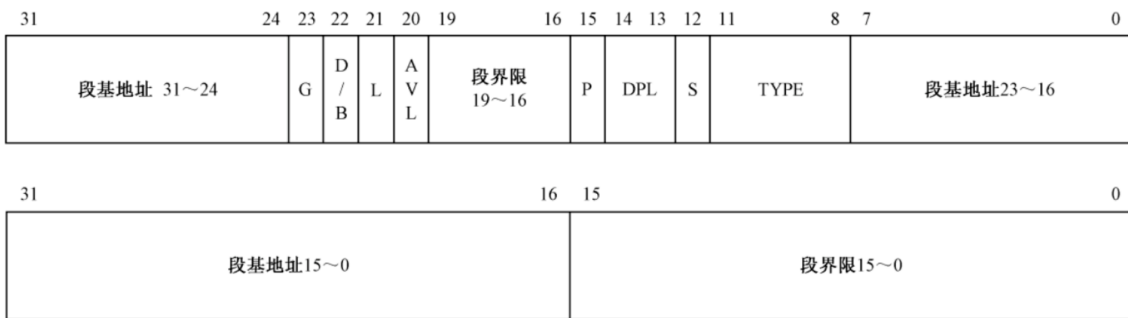 31 24 23 22 21 20 19 16 15 14 13 12 11 8 7 0
段基地址 31～24 G D/B L AVL 段界限 19～16 P DPL S TYPE 段基地址23～16
31 16 15 0
段基地址15～0 段界限15～0